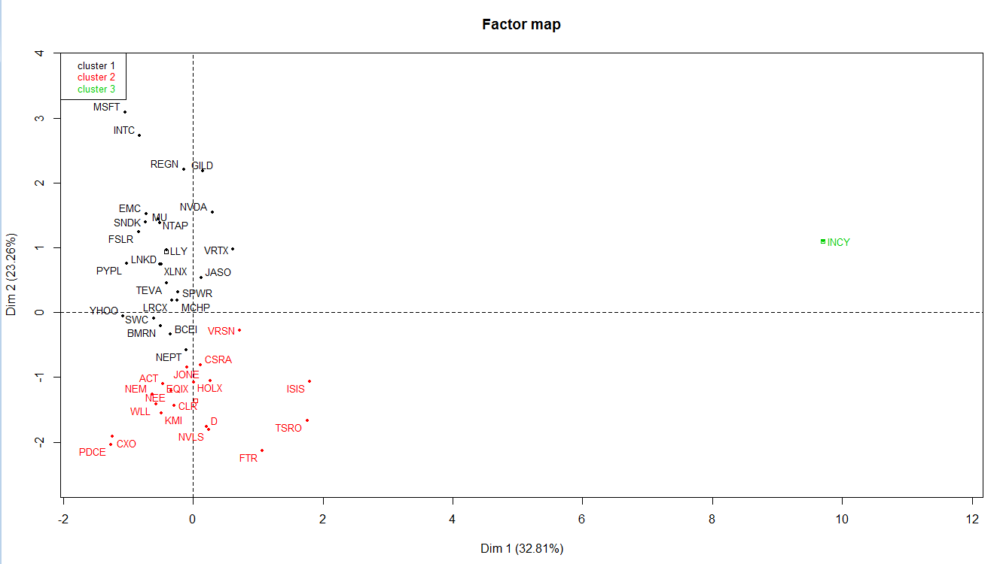 Factor map
cluster 1
cluster 2
cluster 3
MSFT
INTC
REGN
GILD
NVDA
EMC
MU
SNDK
NTAP
FSLR
LLY
VRTX
LNKD
PYPL
XLNX
JASO
TEVA
SPWR
LRCX
MCHP
YHOO
SWC
BMRN
BCEI
VRSN
NEPT
CSRA
JONE
ACT
NEM
EQIX
HOLX
NEE
WLL
CLR
KMI
D
NVLS
CXO
PDCE
ISIS
TSRO
FTR
INCY
Dim 2 (23.26%)
4
3
2
1
0
-1
-2
-2 0 2 4 6 8 10 12
Dim 1 (32.81%)